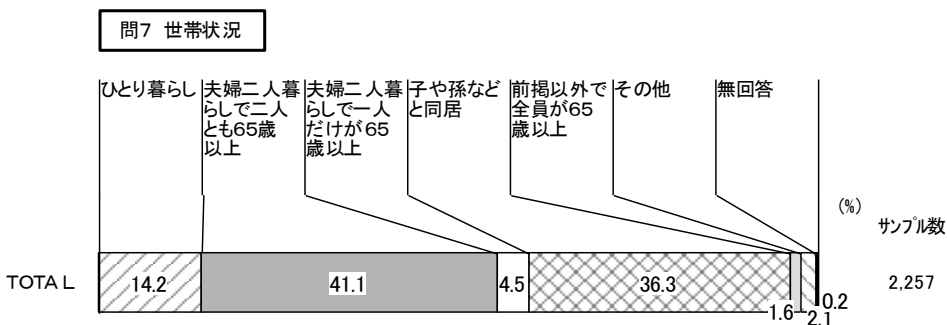 問7 世帯状況
ひとり暮らし
夫婦二人暮
らしで二人
とも65歳
以上
夫婦二人暮
らしで一人
だけが65
歳以上
子や孫など
と同居
前掲以外で
全員が65
歳以上
その他
無回答
(%)
サンプル数
TOTAL
14.2
41.1
4.5
36.3
1.6
2.1
0.2
2,257